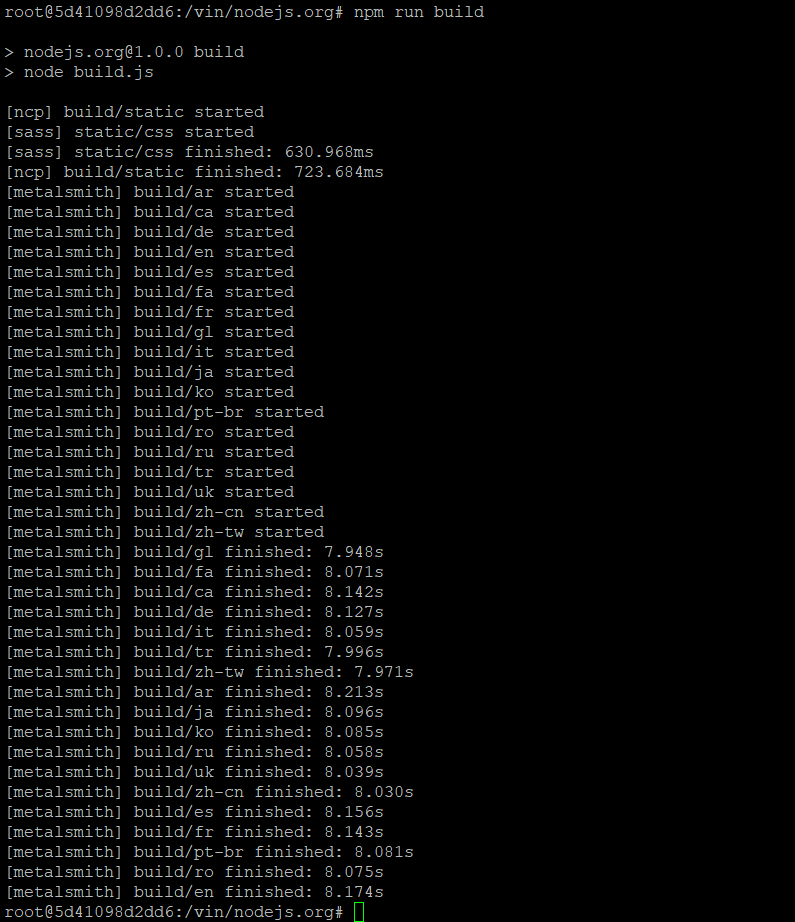 root@5d41098d2dd6:/vin/nodejs.org# npm run build
> nodejs.org@1.0.0 build
> node build.js
[ncp] build/static started
[sass] static/css started
[sass] static/css finished: 630.968ms
[ncp] build/static finished: 723.684ms
[metalsmith] build/ar started
[metalsmith] build/ca started
[metalsmith] build/de started
[metalsmith] build/en started
[metalsmith] build/es started
[metalsmith] build/fa started
[metalsmith] build/fr started
[metalsmith] build/gl started
[metalsmith] build/it started
[metalsmith] build/ja started
[metalsmith] build/ko started
[metalsmith] build/pt-br started
[metalsmith] build/ro started
[metalsmith] build/ru started
[metalsmith] build/tr started
[metalsmith] build/uk started
[metalsmith] build/zh-cn started
[metalsmith] build/zh-tw started
[metalsmith] build/gl finished: 7.948s
[metalsmith] build/fa finished: 8.071s
[metalsmith] build/ca finished: 8.142s
[metalsmith] build/de finished: 8.127s
[metalsmith] build/it finished: 8.059s
[metalsmith] build/tr finished: 7.996s
[metalsmith] build/zh-tw finished: 7.971s
[metalsmith] build/ar finished: 8.213s
[metalsmith] build/ja finished: 8.096s
[metalsmith] build/ko finished: 8.085s
[metalsmith] build/ru finished: 8.058s
[metalsmith] build/uk finished: 8.039s
[metalsmith] build/zh-cn finished: 8.030s
[metalsmith] build/es finished: 8.156s
[metalsmith] build/fr finished: 8.143s
[metalsmith] build/pt-br finished: 8.081s
[metalsmith] build/ro finished: 8.075s
[metalsmith] build/en finished: 8.174s
root@5d41098d2dd6:/vin/nodejs.org#